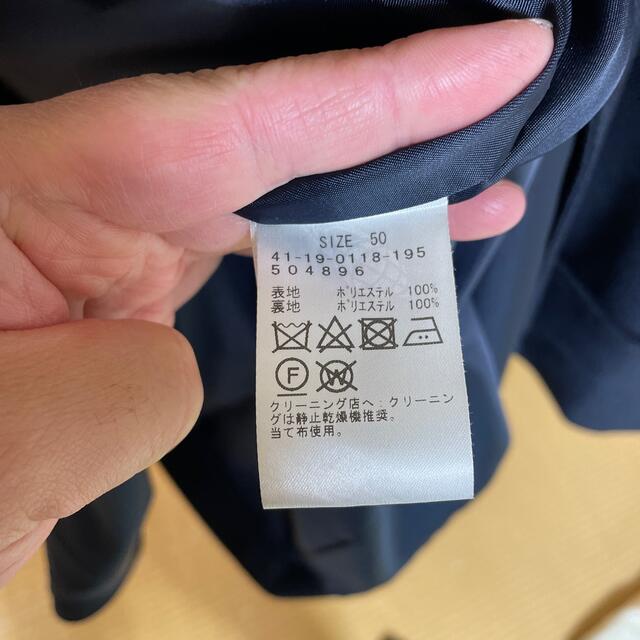 SIZE 50
41-19-0118-195
504896
表地 ポリエステル 100%
裏地 ポリエステル 100%
F W
クリーニング店へ:クリーニン
グは静止乾燥機推奨。
当て布使用。